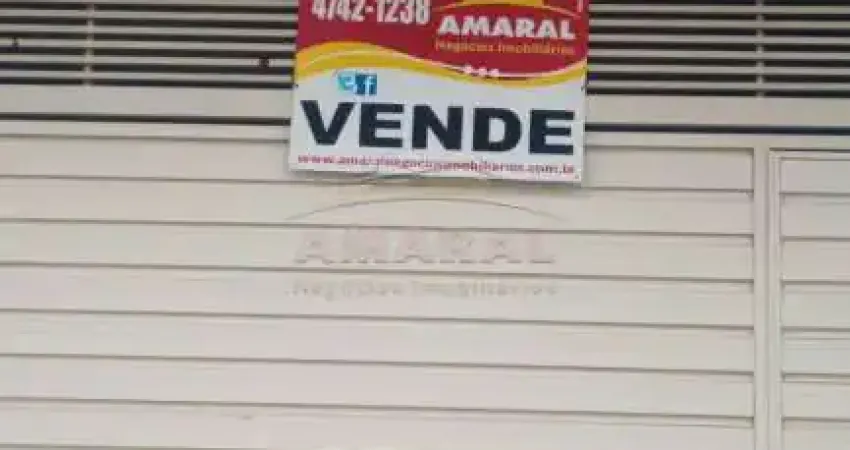 4742-1238
AMARAL
Negócios Imobiliários
VENDE
www.amaralnegociosimobiliarios.com.br
AMARAL
Negócios Imobiliários